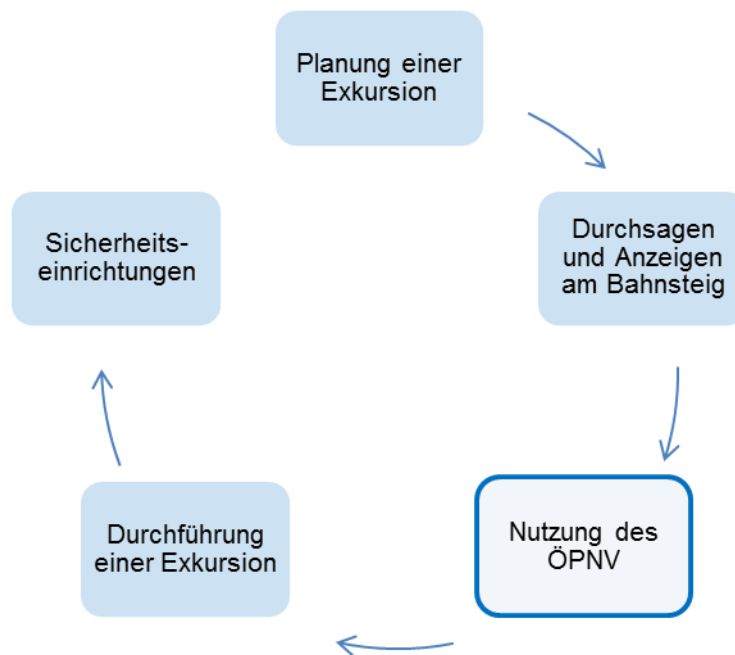 Planung einer
Exkursion
Durchsagen
und Anzeigen
am Bahnsteig
Nutzung des
ÖPNV
Durchführung
einer Exkursion
Sicherheits-
einrichtungen